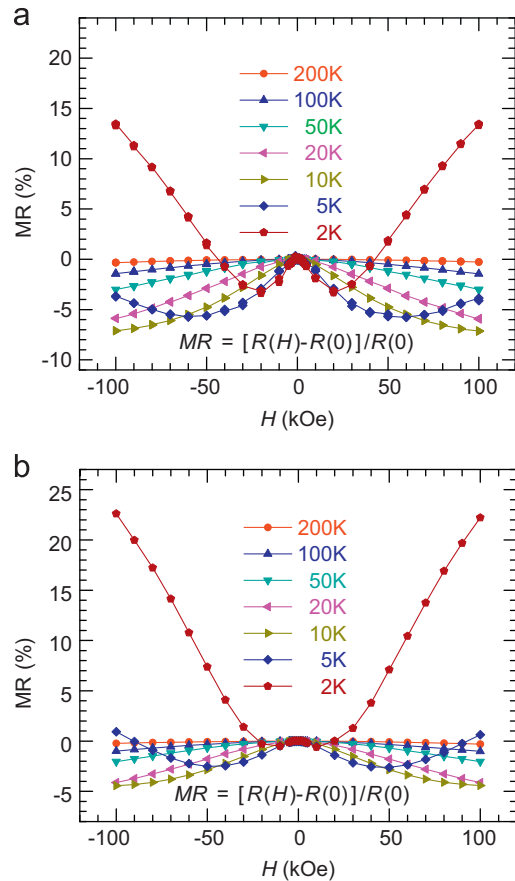 a
20
15
10
5
0
-5
-10
MR (%)
200K
100K
50K
20K
10K
5K
2K
MR = [R(H)-R(0)]/R(0)
-100 -50 0 50 100
H (kOe)
b
25
20
15
10
5
0
-5
MR (%)
200K
100K
50K
20K
10K
5K
2K
MR = [R(H)-R(0)]/R(0)
-100 -50 0 50 100
H (kOe)